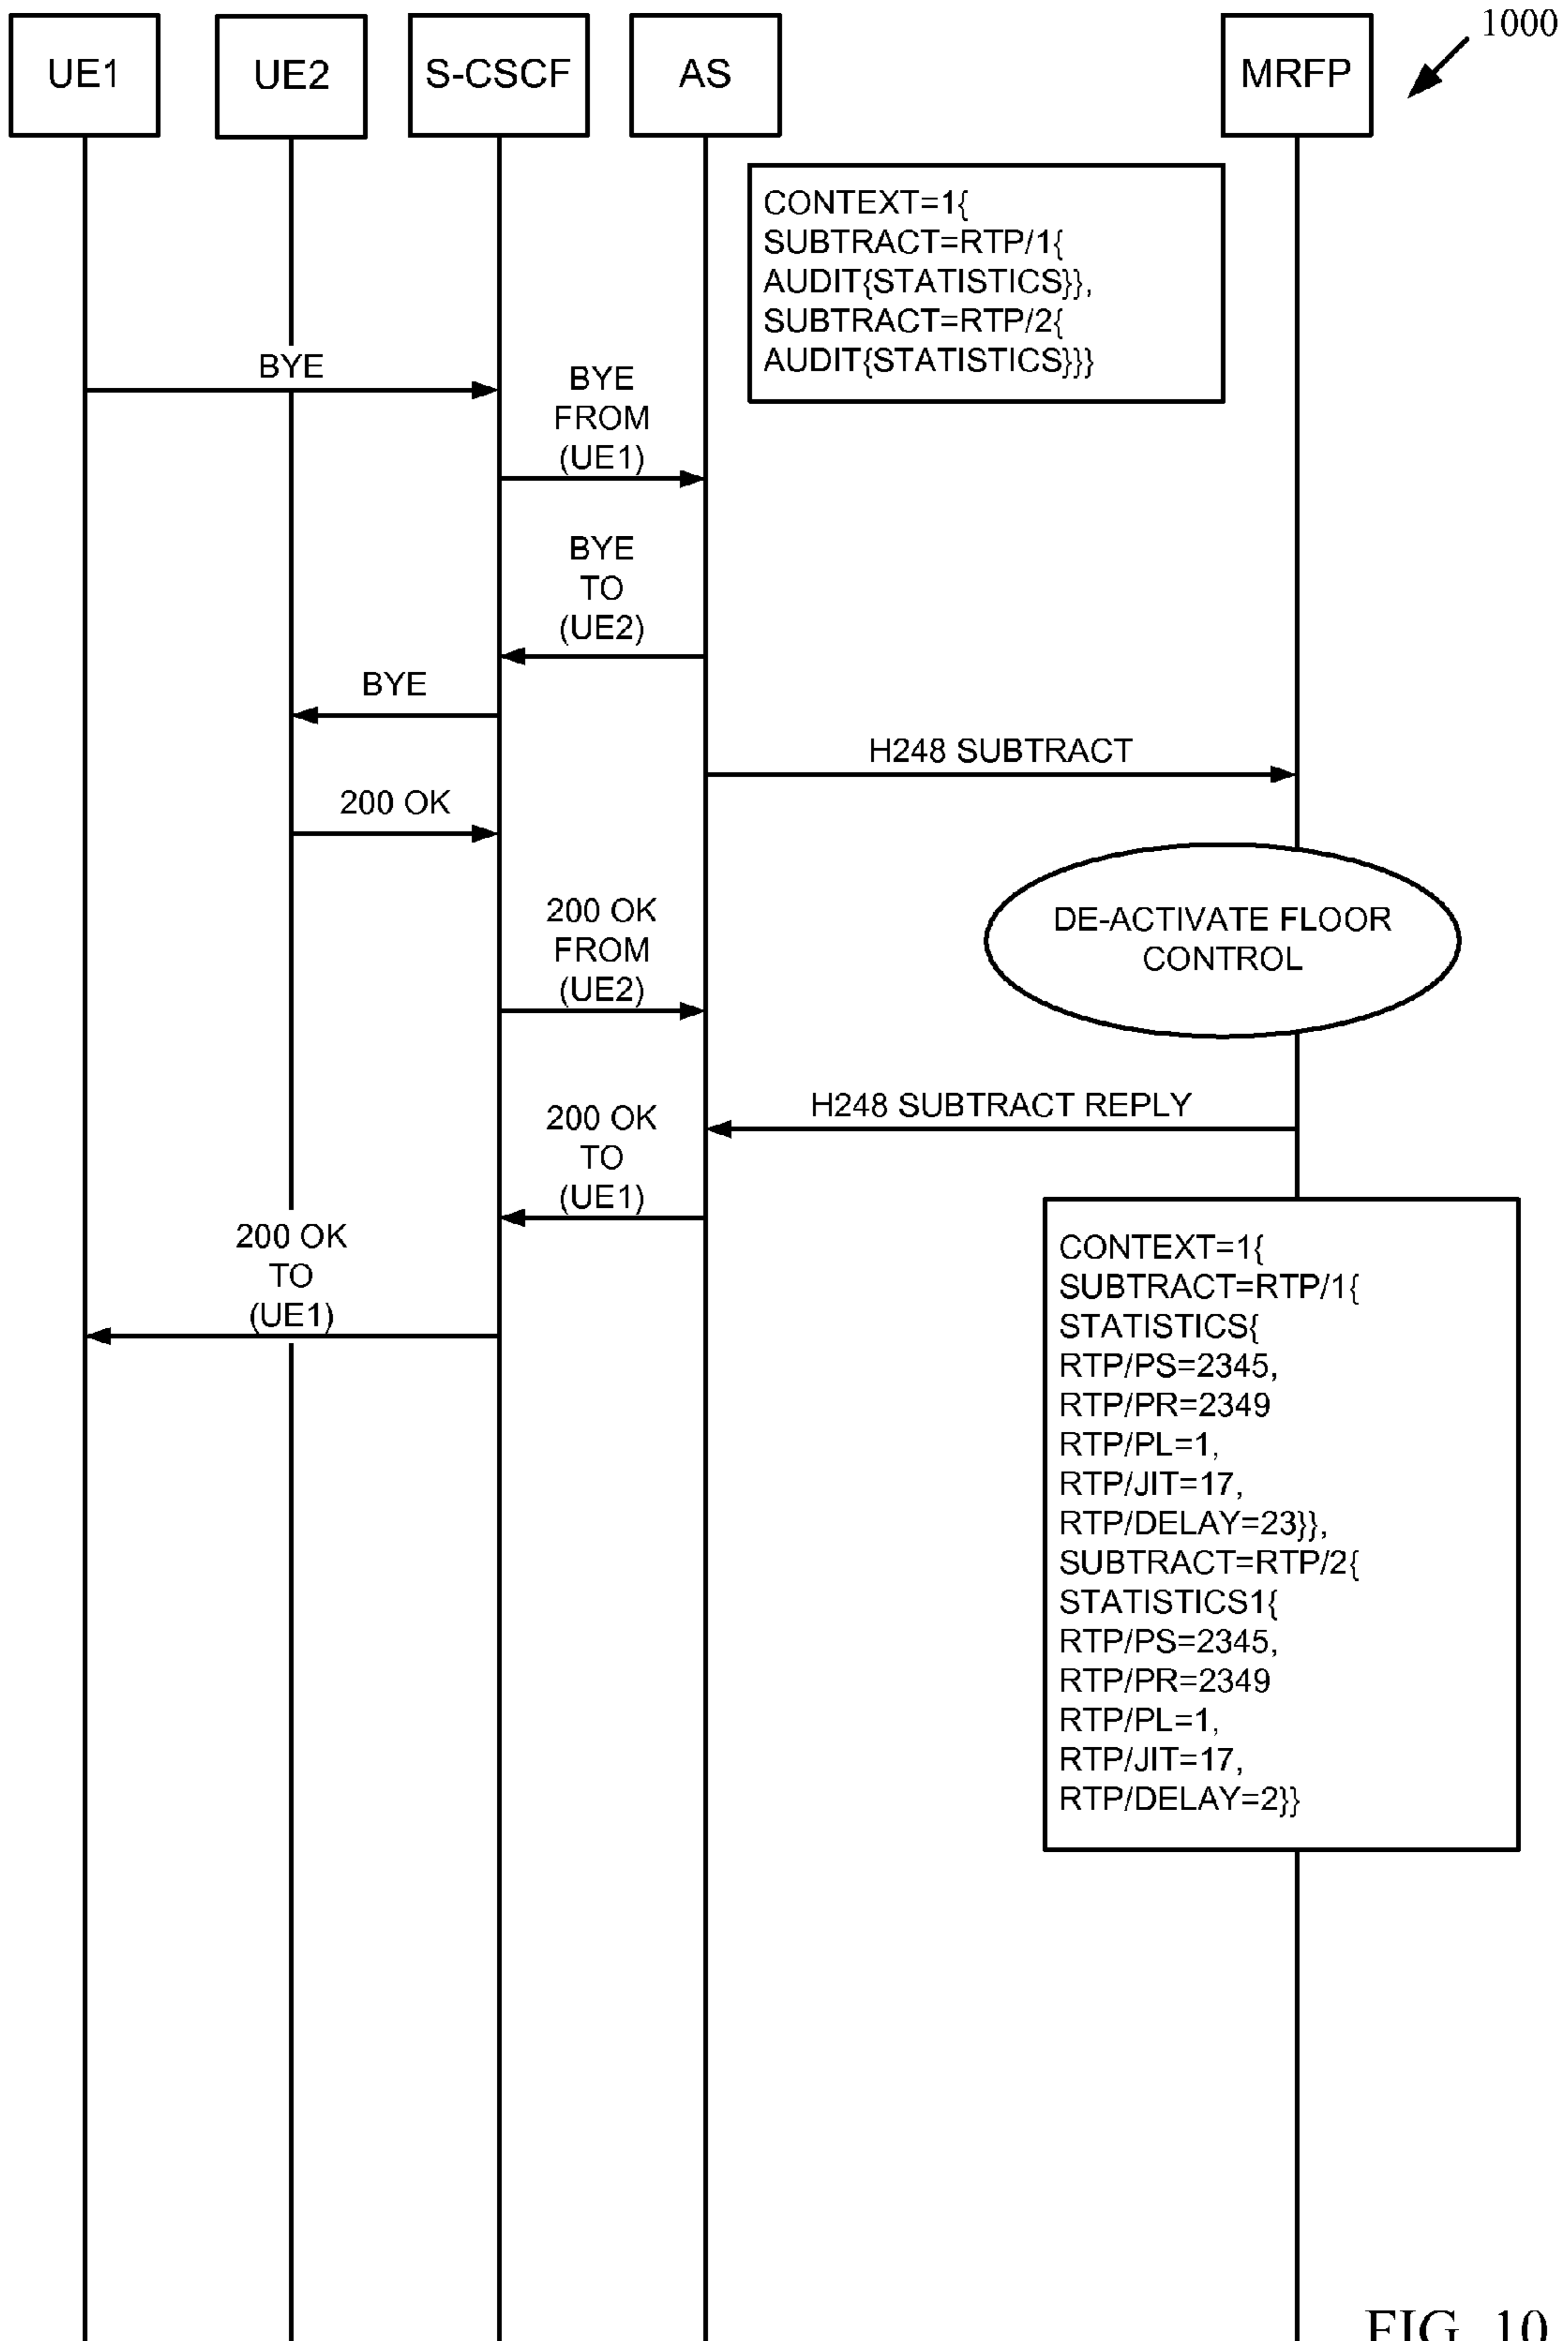 1000
UE1
UE2
S-CSCF
AS
MRFP
CONTEXT=1{
SUBTRACT=RTP/1{
AUDIT{STATISTICS}},
SUBTRACT=RTP/2{
AUDIT{STATISTICS}}}
BYE
BYE
FROM
(UE1)
BYE
TO
(UE2)
BYE
H248 SUBTRACT
200 OK
DE-ACTIVATE FLOOR
CONTROL
200 OK
FROM
(UE2)
H248 SUBTRACT REPLY
200 OK
TO
(UE1)
200 OK
TO
(UE1)
CONTEXT=1{
SUBTRACT=RTP/1{
STATISTICS{
RTP/PS=2345,
RTP/PR=2349
RTP/PL=1,
RTP/JIT=17,
RTP/DELAY=23}},
SUBTRACT=RTP/2{
STATISTICS1{
RTP/PS=2345,
RTP/PR=2349
RTP/PL=1,
RTP/JIT=17,
RTP/DELAY=2}}
FIG. 10